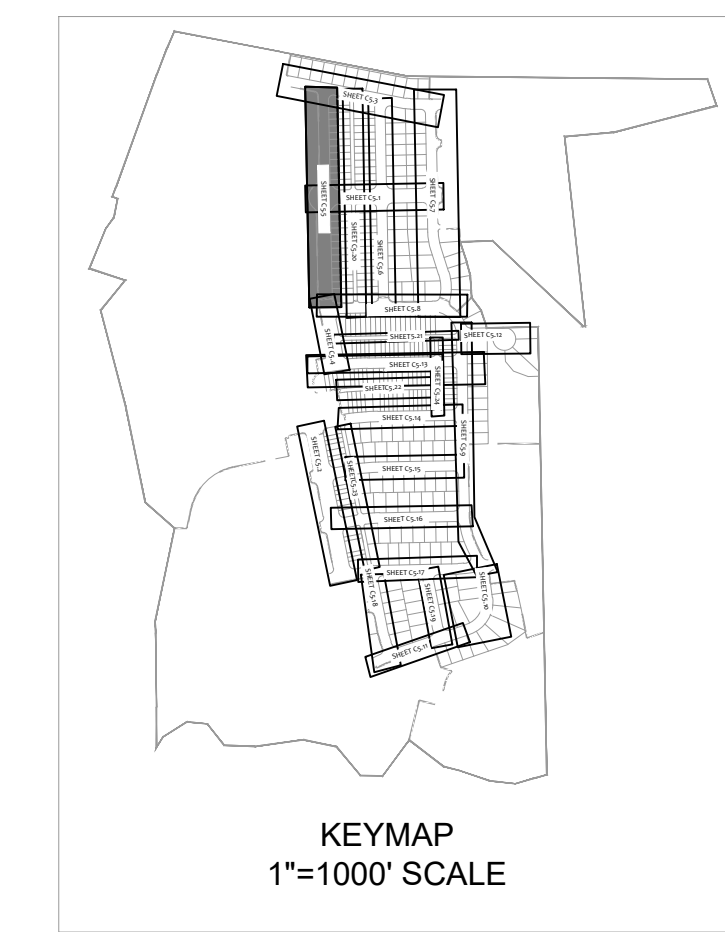 SHEET C5.3
SHEET C5.5
SHEET C5.1
SHEET C5.7
SHEET C5.20
SHEET C5.6
SHEET C5.8
SHEET C5.4
SHEET 5.21
SHEET C5.12
SHEET C5.13
SHEET C5.24
SHEETC5.22
SHEET C5.14
SHEET C5.9
SHEET C5.2
SHEETC5.23
SHEET C5.15
SHEET C5.16
SHEET C5.17
SHEET C5.18
SHEET C5.19
SHEET C5.10
SHEET C5.11
KEYMAP
1"=1000' SCALE